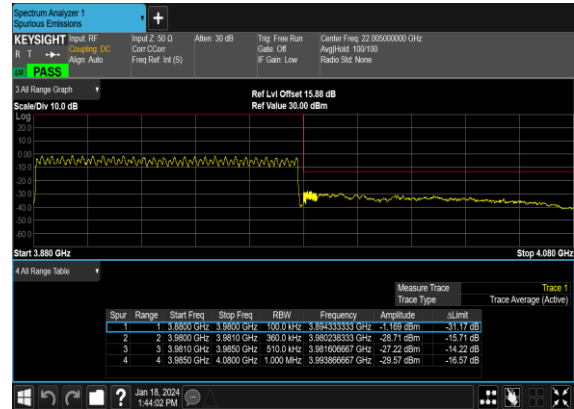 Spectrum Analyzer 1
Spurious Emissions
+
KEYSIGHT Input: RF Input Z: 50 Ω Atten: 30 dB Trig: Free Run Center Freq: 22.005000000 GHz
R T Coupling: DC Corr CCorr Gate: Off Avg|Hold: 100/100
Align: Auto Freq Ref: Int (S) IF Gain: Low Radio Std: None
PASS
3 All Range Graph
Ref Lvl Offset 15.88 dB
Scale/Div 10.0 dB Ref Value 30.00 dBm
Log
20.0
10.0
0.00
-10.0
-20.0
-30.0
-40.0
-50.0
-60.0
Start 3.880 GHz Stop 4.080 GHz
4 All Range Table
Measure Trace Trace 1
Trace Type Trace Average (Active)
Spur Range Start Freq Stop Freq RBW Frequency Amplitude ΔLimit
1 1 3.8800 GHz 3.9800 GHz 100.0 kHz 3.894333333 GHz -1.169 dBm -31.17 dB
2 2 3.9800 GHz 3.9810 GHz 360.0 kHz 3.980238333 GHz -28.71 dBm -15.71 dB
3 3 3.9810 GHz 3.9850 GHz 510.0 kHz 3.981606667 GHz -27.22 dBm -14.22 dB
4 4 3.9850 GHz 4.0800 GHz 1.000 MHz 3.993866667 GHz -29.57 dBm -16.57 dB
? Jan 18, 2024
1:44:02 PM